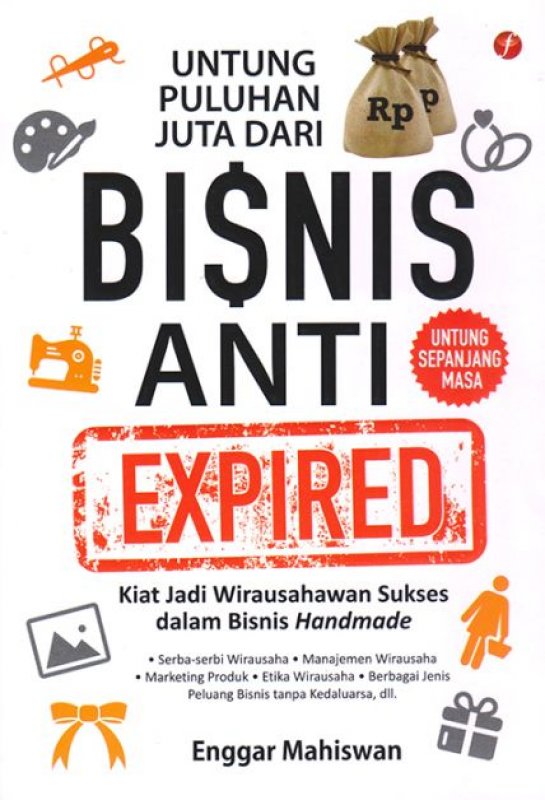 UNTUNG
PULUHAN
JUTA DARI
Rp
Rp
f
BI$NIS
ANTI
UNTUNG
SEPANJANG
MASA
EXPIRED
Kiat Jadi Wirausahawan Sukses
dalam Bisnis Handmade
• Serba-serbi Wirausaha • Manajemen Wirausaha
• Marketing Produk • Etika Wirausaha • Berbagai Jenis
Peluang Bisnis tanpa Kedaluarsa, dll.
Enggar Mahiswan